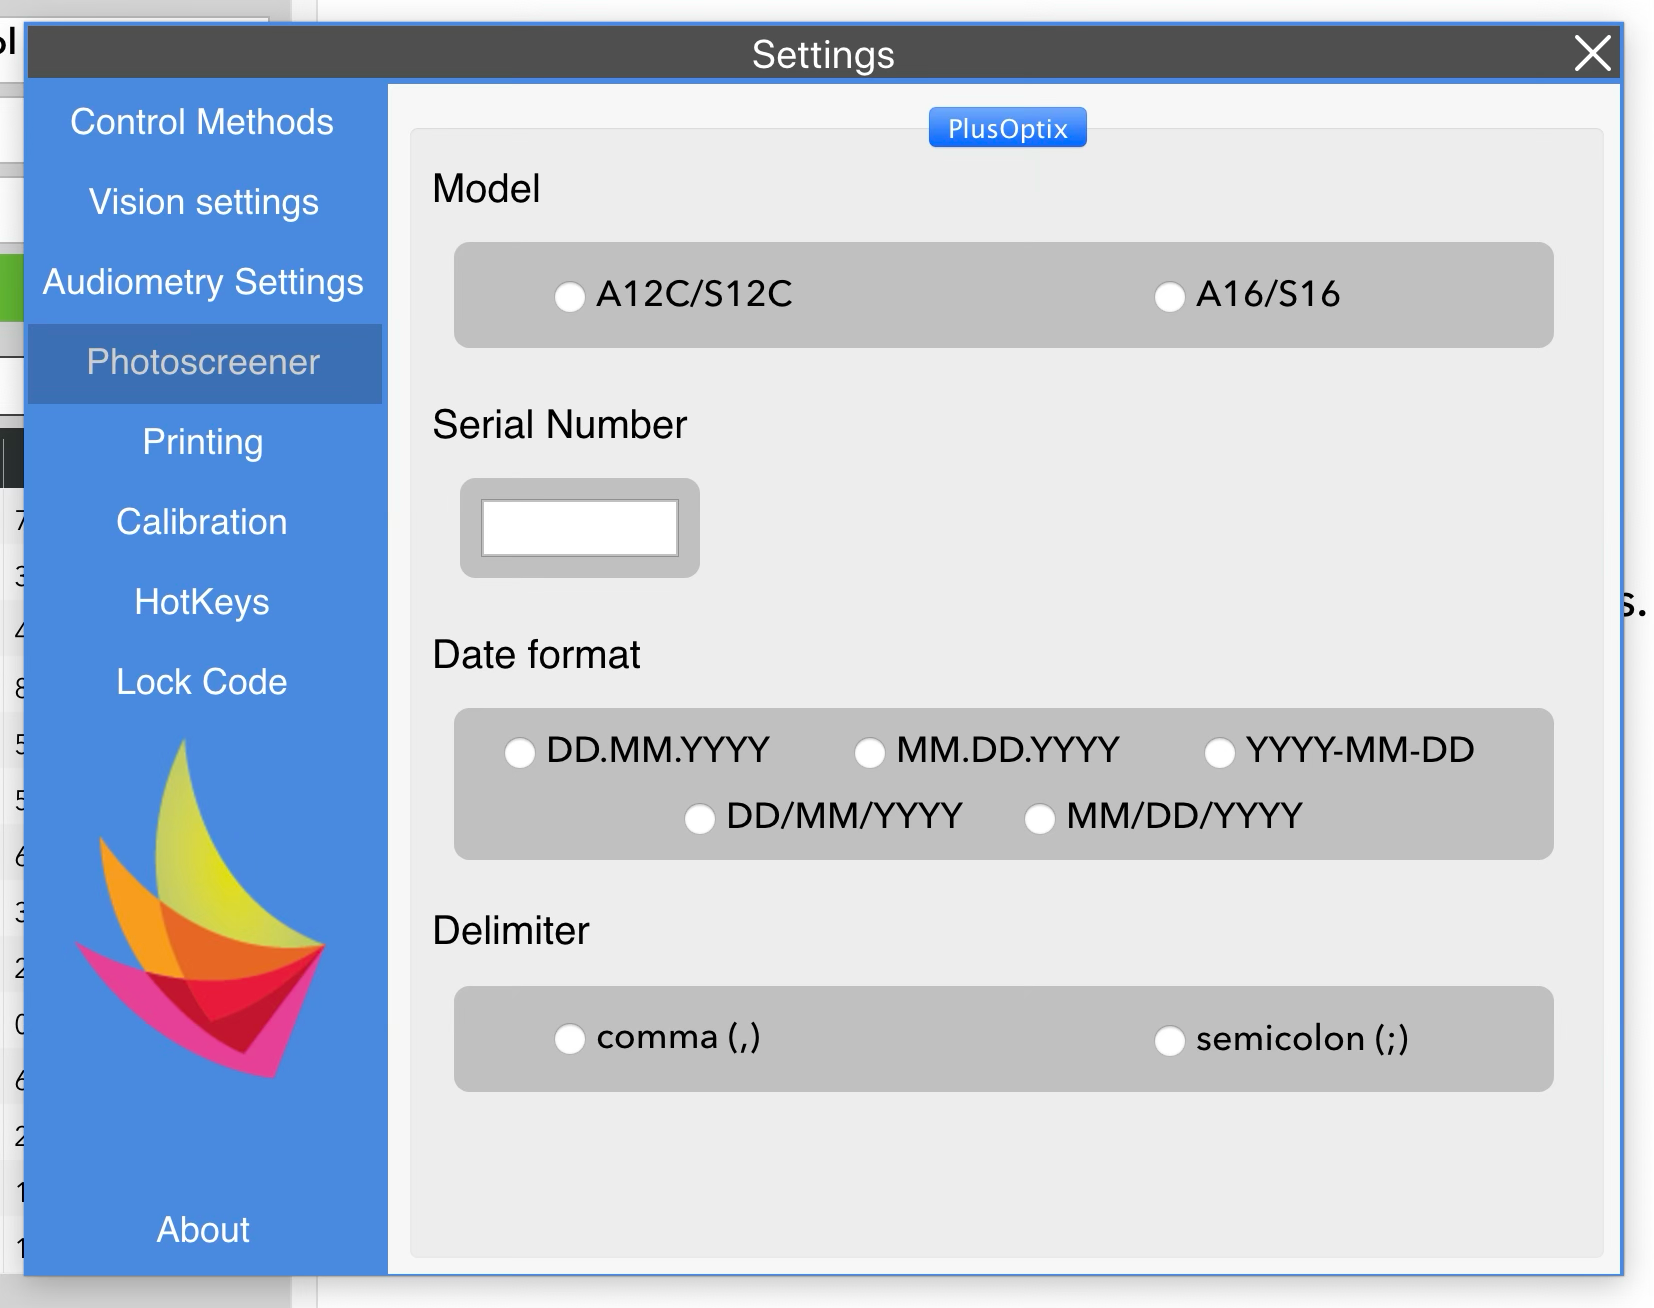 Settings
Control Methods
Vision settings
Audiometry Settings
Photoscreener
Printing
Calibration
HotKeys
Lock Code
About
PlusOptix
Model
A12C/S12C A16/S16
Serial Number
Date format
DD.MM.YYYY MM.DD.YYYY YYYY-MM-DD
DD/MM/YYYY MM/DD/YYYY
Delimiter
comma (,) semicolon (;)